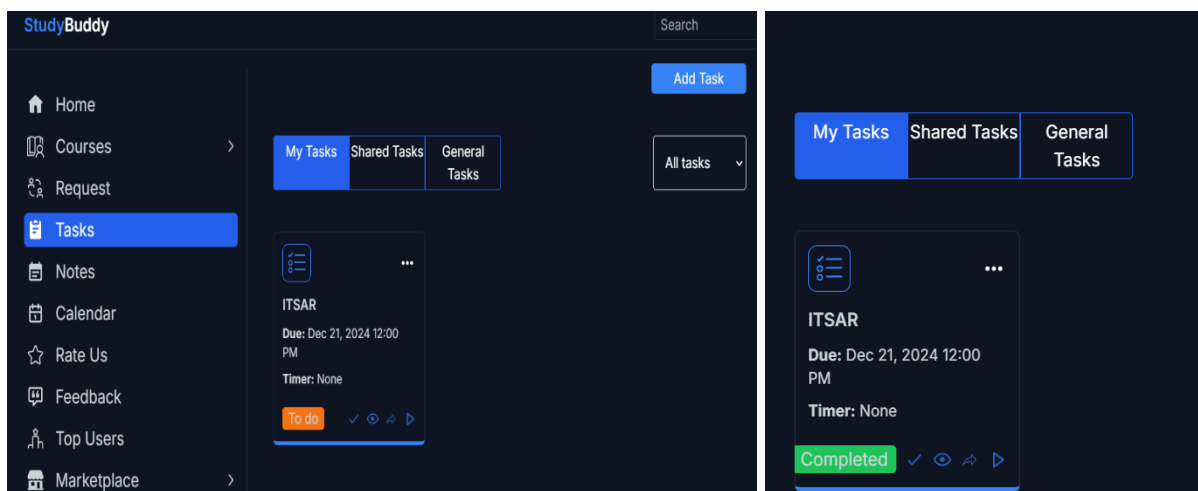 StudyBuddy
Search
Add Task
Home
Courses
Request
Tasks
Notes
Calendar
Rate Us
Feedback
Top Users
Marketplace
My Tasks
Shared Tasks
General
Tasks
All tasks
ITSAR
Due: Dec 21, 2024 12:00
PM
Timer: None
To do
My Tasks
Shared Tasks
General
Tasks
ITSAR
Due: Dec 21, 2024 12:00
PM
Timer: None
Completed